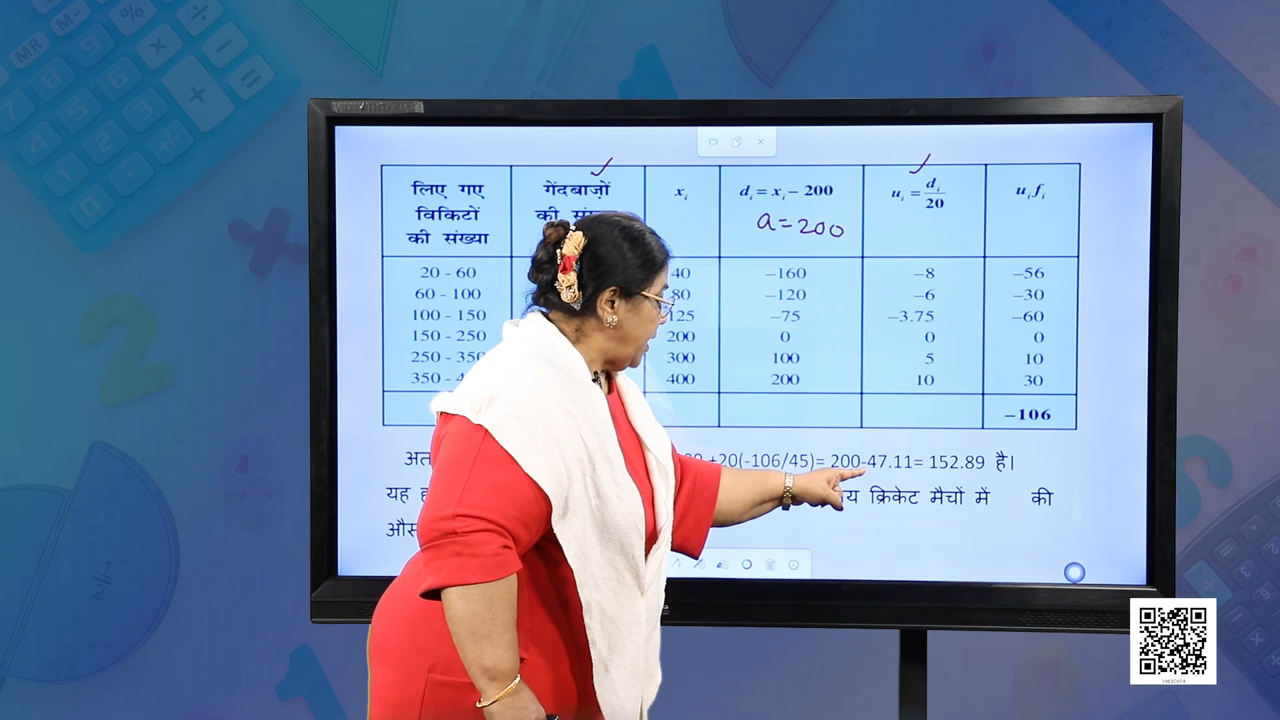 लिए गए
विकिटों
की संख्या
गेंदबाज़ों
की
xᵢ
dᵢ = xᵢ – 200
a=200
uᵢ = dᵢ/20
uᵢfᵢ
20 - 60 40 –160 –8 –56
60 - 100 80 –120 –6 –30
100 - 150 125 –75 –3.75 –60
150 - 250 200 0 0 0
250 - 350 300 100 5 10
350 - 400 200 10 30
–106
+20(-106/45)= 200-47.11= 152.89 है।
यह क्रिकेट मैचों में की